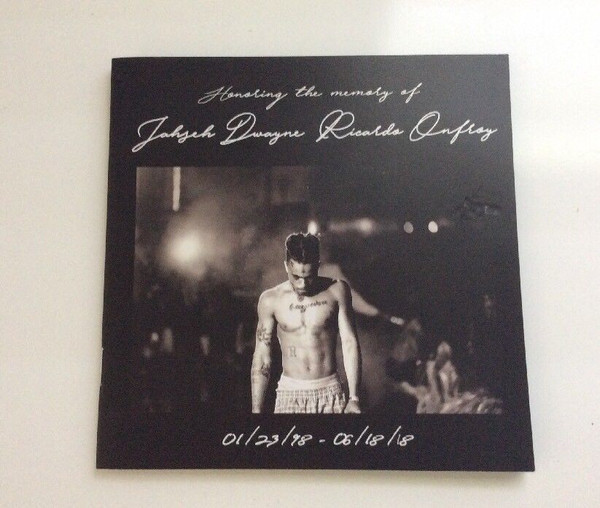 Honoring the memory of
Jahseh Dwayne Ricardo Onfroy
01/23/98 - 06/18/18